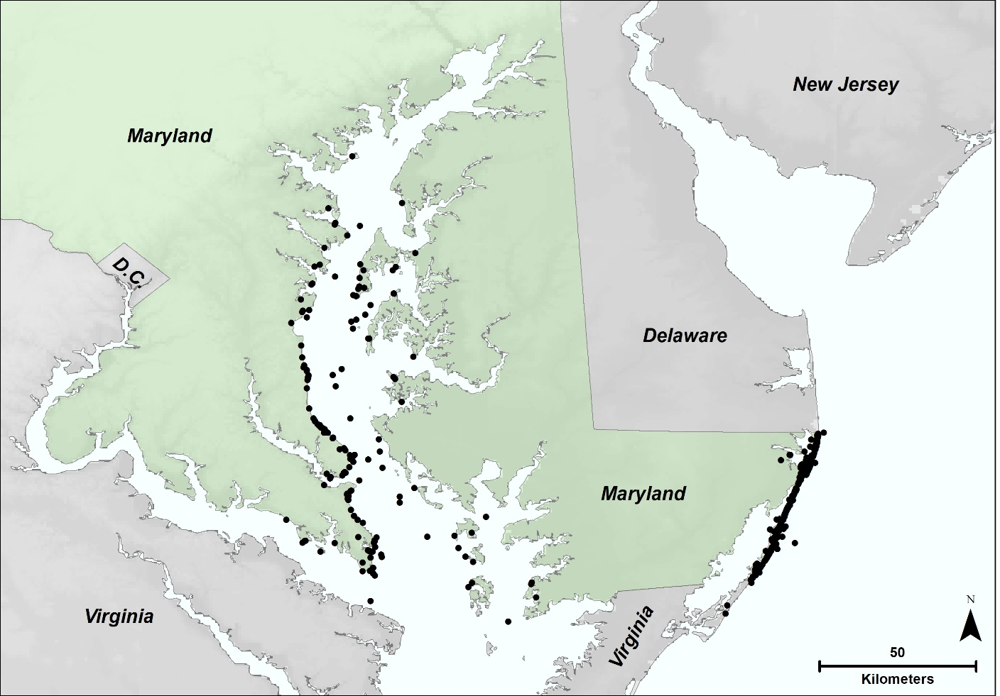 New Jersey
Maryland
D.C.
Delaware
Maryland
Virginia
Virginia
N
50
Kilometers